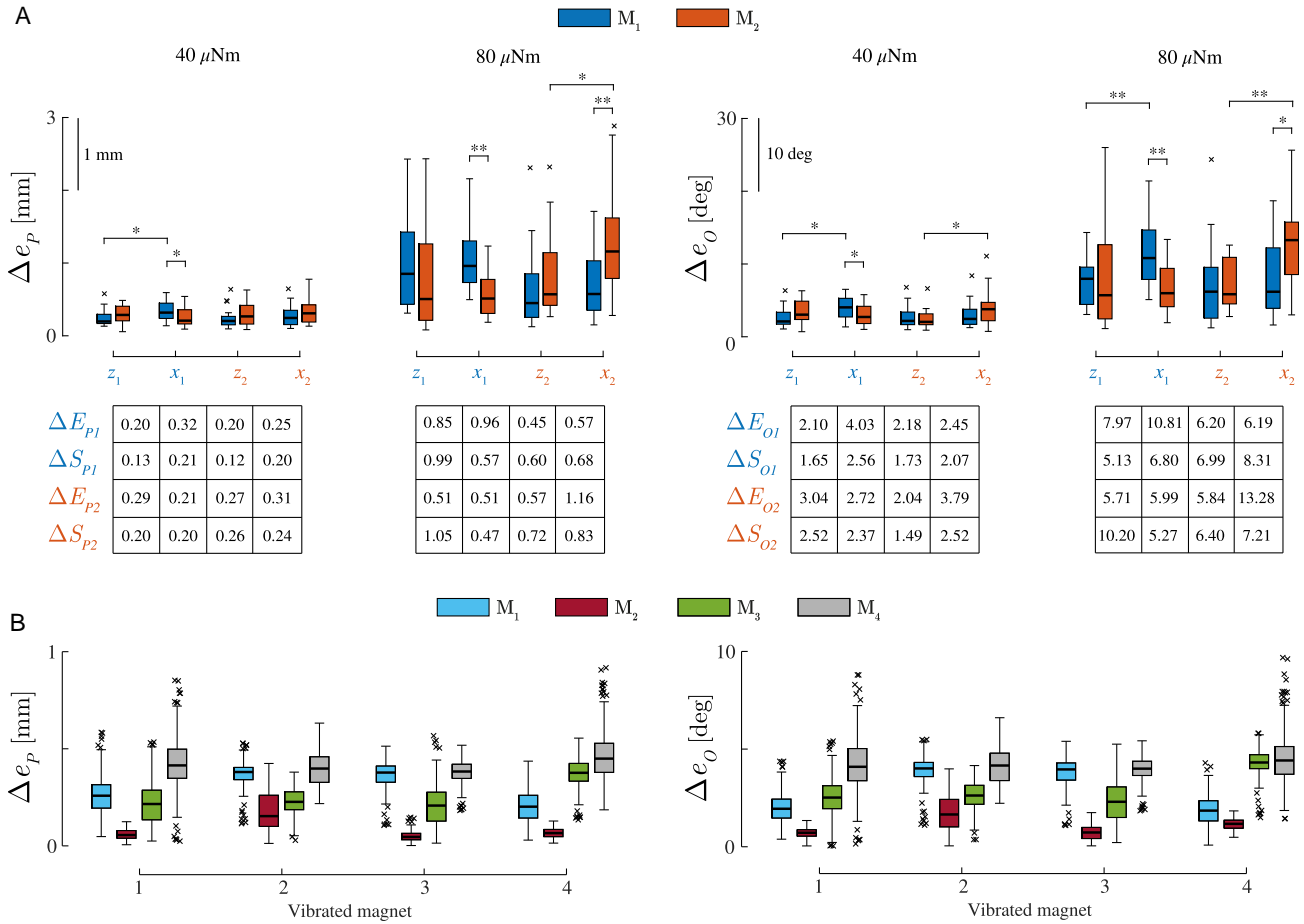 A
M₁ M₂
40 μNm 80 μNm 40 μNm 80 μNm
* ** * ** * * ** * * ** ** ** *
3 30
1 mm 10 deg
Δe_P [mm] Δe_O [deg]
0 0
z₁ x₁ z₂ x₂ z₁ x₁ z₂ x₂ z₁ x₁ z₂ x₂ z₁ x₁ z₂ x₂
ΔE_P1 0.20 0.32 0.20 0.25 0.85 0.96 0.45 0.57 ΔE_O1 2.10 4.03 2.18 2.45 7.97 10.81 6.20 6.19
ΔS_P1 0.13 0.21 0.12 0.20 0.99 0.57 0.60 0.68 ΔS_O1 1.65 2.56 1.73 2.07 5.13 6.80 6.99 8.31
ΔE_P2 0.29 0.21 0.27 0.31 0.51 0.51 0.57 1.16 ΔE_O2 3.04 2.72 2.04 3.79 5.71 5.99 5.84 13.28
ΔS_P2 0.20 0.20 0.26 0.24 1.05 0.47 0.72 0.83 ΔS_O2 2.52 2.37 1.49 2.52 10.20 5.27 6.40 7.21
B
M₁ M₂ M₃ M₄
1 10
Δe_P [mm] Δe_O [deg]
0 0
1 2 3 4 1 2 3 4
Vibrated magnet Vibrated magnet